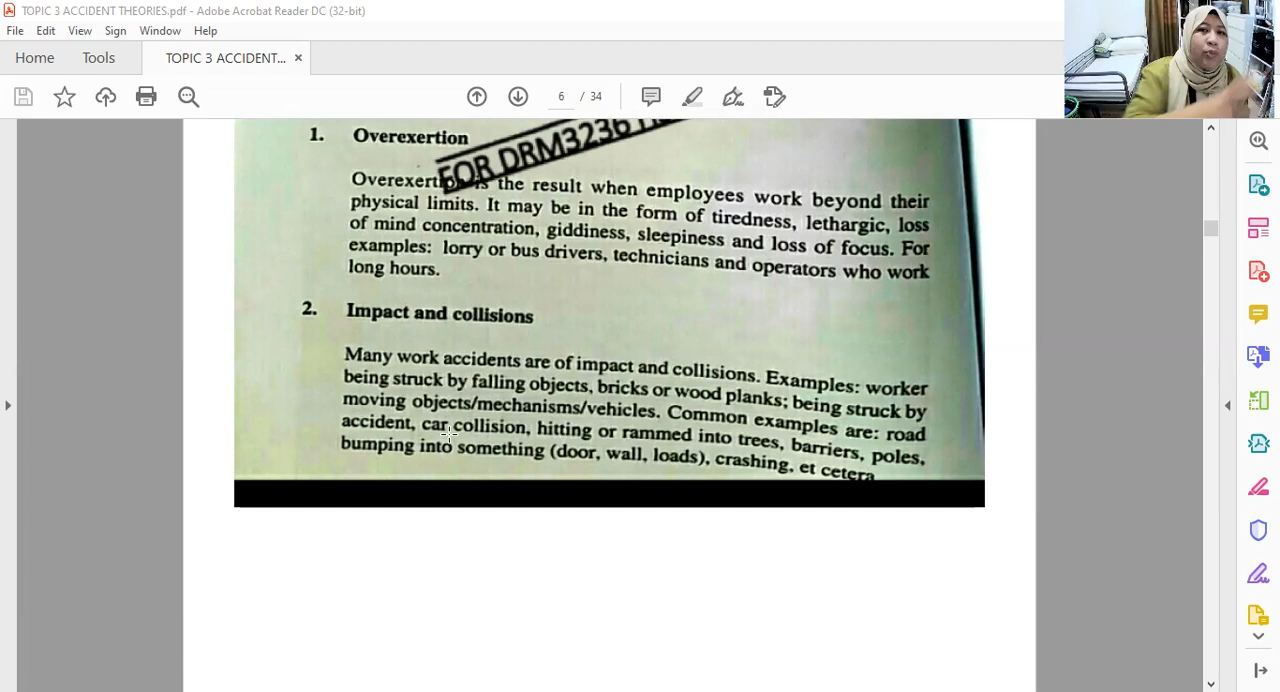 TOPIC 3 ACCIDENT THEORIES.pdf - Adobe Acrobat Reader DC (32-bit)
File Edit View Sign Window Help
Home Tools TOPIC 3 ACCIDENT... ×
6 / 34
FOR DRM3236
1. Overexertion
Overexertion is the result when employees work beyond their
physical limits. It may be in the form of tiredness, lethargic, loss
of mind concentration, giddiness, sleepiness and loss of focus. For
examples: lorry or bus drivers, technicians and operators who work
long hours.
2. Impact and collisions
Many work accidents are of impact and collisions. Examples: worker
being struck by falling objects, bricks or wood planks; being struck by
moving objects/mechanisms/vehicles. Common examples are: road
accident, car collision, hitting or rammed into trees, barriers, poles,
bumping into something (door, wall, loads), crashing, et cetera